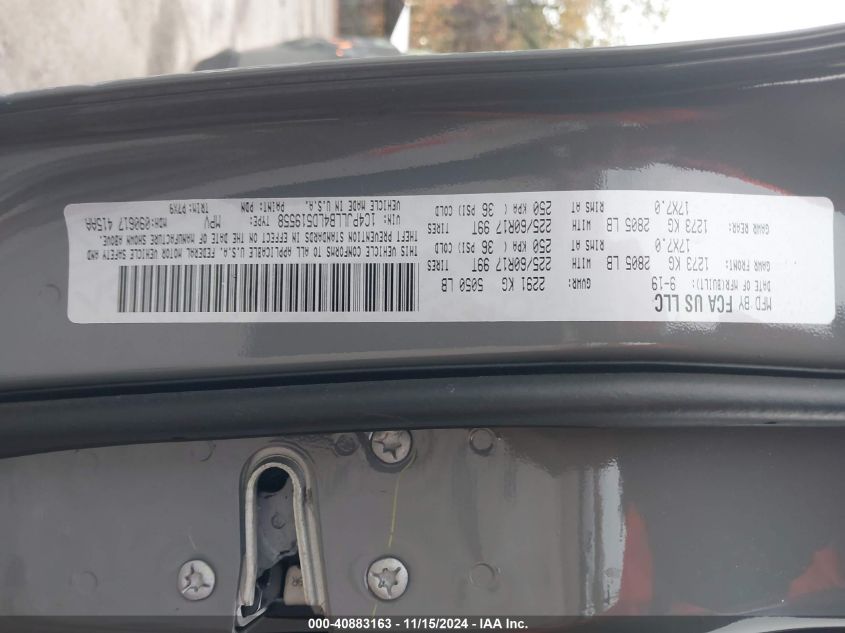 MFD BY FCA US LLC
DATE OF MFR(BUILT): 9-19 GVWR: 2291 KG 5050 LB
GAWR FRONT: 1273 KG 2805 LB WITH 225/60R17 99T TIRES
17X7.0 RIMS AT 250 KPA ( 36 PSI) COLD
GAWR REAR: 1273 KG 2805 LB WITH 225/60R17 99T TIRES
17X7.0 RIMS AT 250 KPA ( 36 PSI) COLD
THIS VEHICLE CONFORMS TO ALL APPLICABLE U.S.A. FEDERAL MOTOR VEHICLE SAFETY AND
THEFT PREVENTION STANDARDS IN EFFECT ON THE DATE OF MANUFACTURE SHOWN ABOVE.
VIN: 1C4PJLLB4LD519558 TYPE: MPV MDH:090617 415AA
VEHICLE MADE IN U.S.A. PAINT: PDN TRIM: P7X9
000-40883163 - 11/15/2024 - IAA Inc.